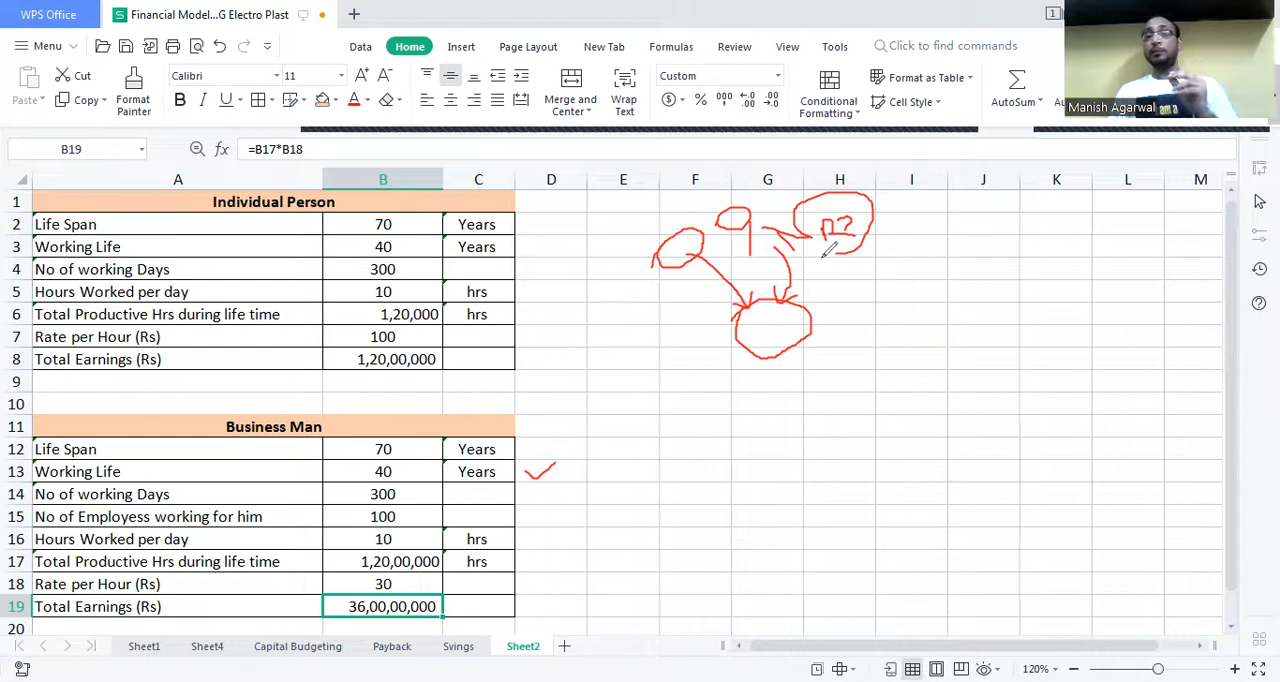 WPS Office
Financial Model...G Electro Plast
1
Menu
Data Home Insert Page Layout New Tab Formulas Review View Tools Click to find commands
Cut
Calibri 11
Custom
Format as Table
Paste Copy Format Painter
Merge and Center
Wrap Text
Conditional Formatting
Cell Style
AutoSum
Manish Agarwal
am a
B19 fx =B17*B18
A B C D E F G H I J K L M
1 Individual Person
2 Life Span 70 Years
3 Working Life 40 Years
4 No of working Days 300
5 Hours Worked per day 10 hrs
6 Total Productive Hrs during life time 1,20,000 hrs
7 Rate per Hour (Rs) 100
8 Total Earnings (Rs) 1,20,00,000
9
10
11 Business Man
12 Life Span 70 Years
13 Working Life 40 Years
14 No of working Days 300
15 No of Employess working for him 100
16 Hours Worked per day 10 hrs
17 Total Productive Hrs during life time 1,20,00,000 hrs
18 Rate per Hour (Rs) 30
19 Total Earnings (Rs) 36,00,00,000
20
Sheet1 Sheet4 Capital Budgeting Payback Svings Sheet2
120%